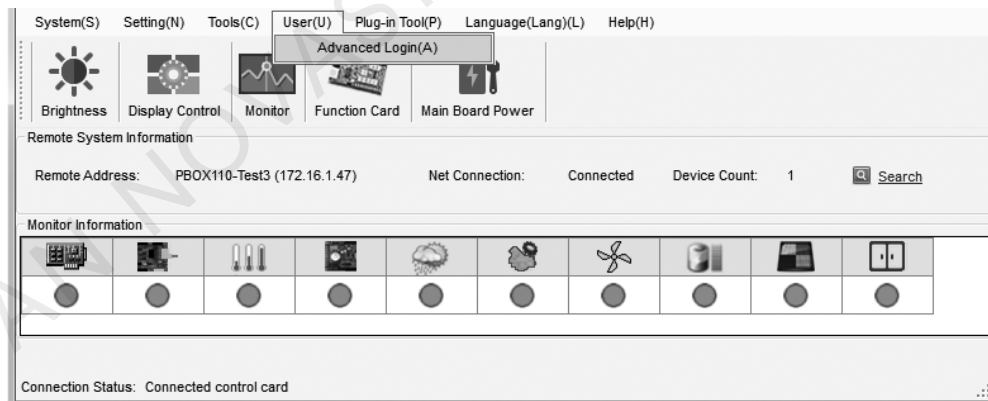 System(S) Setting(N) Tools(C) User(U) Plug-in Tool(P) Language(Lang)(L) Help(H)
Advanced Login(A)
Brightness Display Control Monitor Function Card Main Board Power
Remote System Information
Remote Address: PBOX110-Test3 (172.16.1.47) Net Connection: Connected Device Count: 1 Search
Monitor Information
Connection Status: Connected control card